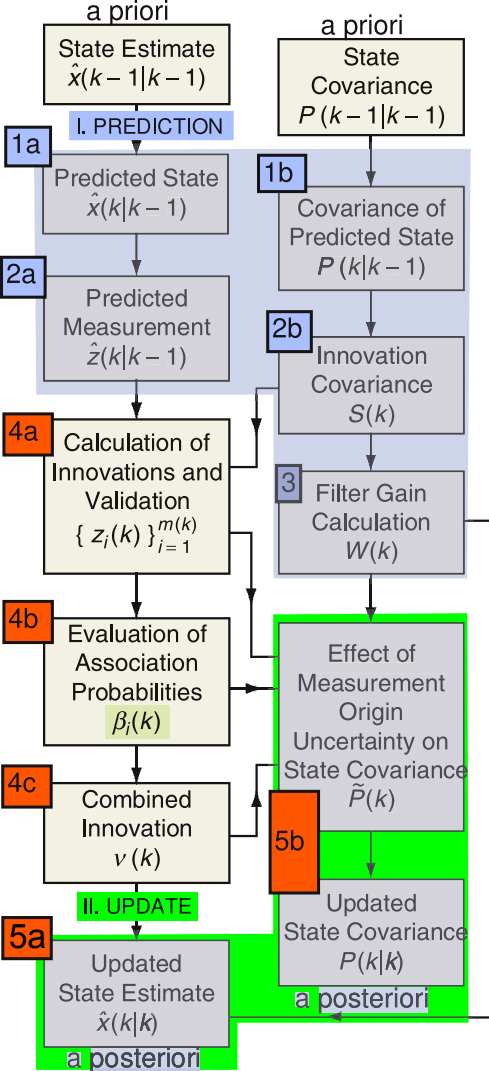 a priori
State Estimate
x̂(k − 1|k − 1)
a priori
State
Covariance
P (k − 1|k − 1)
I. PREDICTION
1a
Predicted State
x̂(k|k − 1)
1b
Covariance of
Predicted State
P (k|k − 1)
2a
Predicted
Measurement
ẑ(k|k − 1)
2b
Innovation
Covariance
S(k)
3
Filter Gain
Calculation
W(k)
4a
Calculation of
Innovations and
Validation
{ z_i(k) }_{i = 1}^{m(k)}
4b
Evaluation of
Association
Probabilities
β_i(k)
Effect of
Measurement
Origin
Uncertainty on
State Covariance
P̃(k)
4c
Combined
Innovation
ν (k)
5b
Updated
State Covariance
P(k|k)
a posteriori
II. UPDATE
5a
Updated
State Estimate
x̂(k|k)
a posteriori